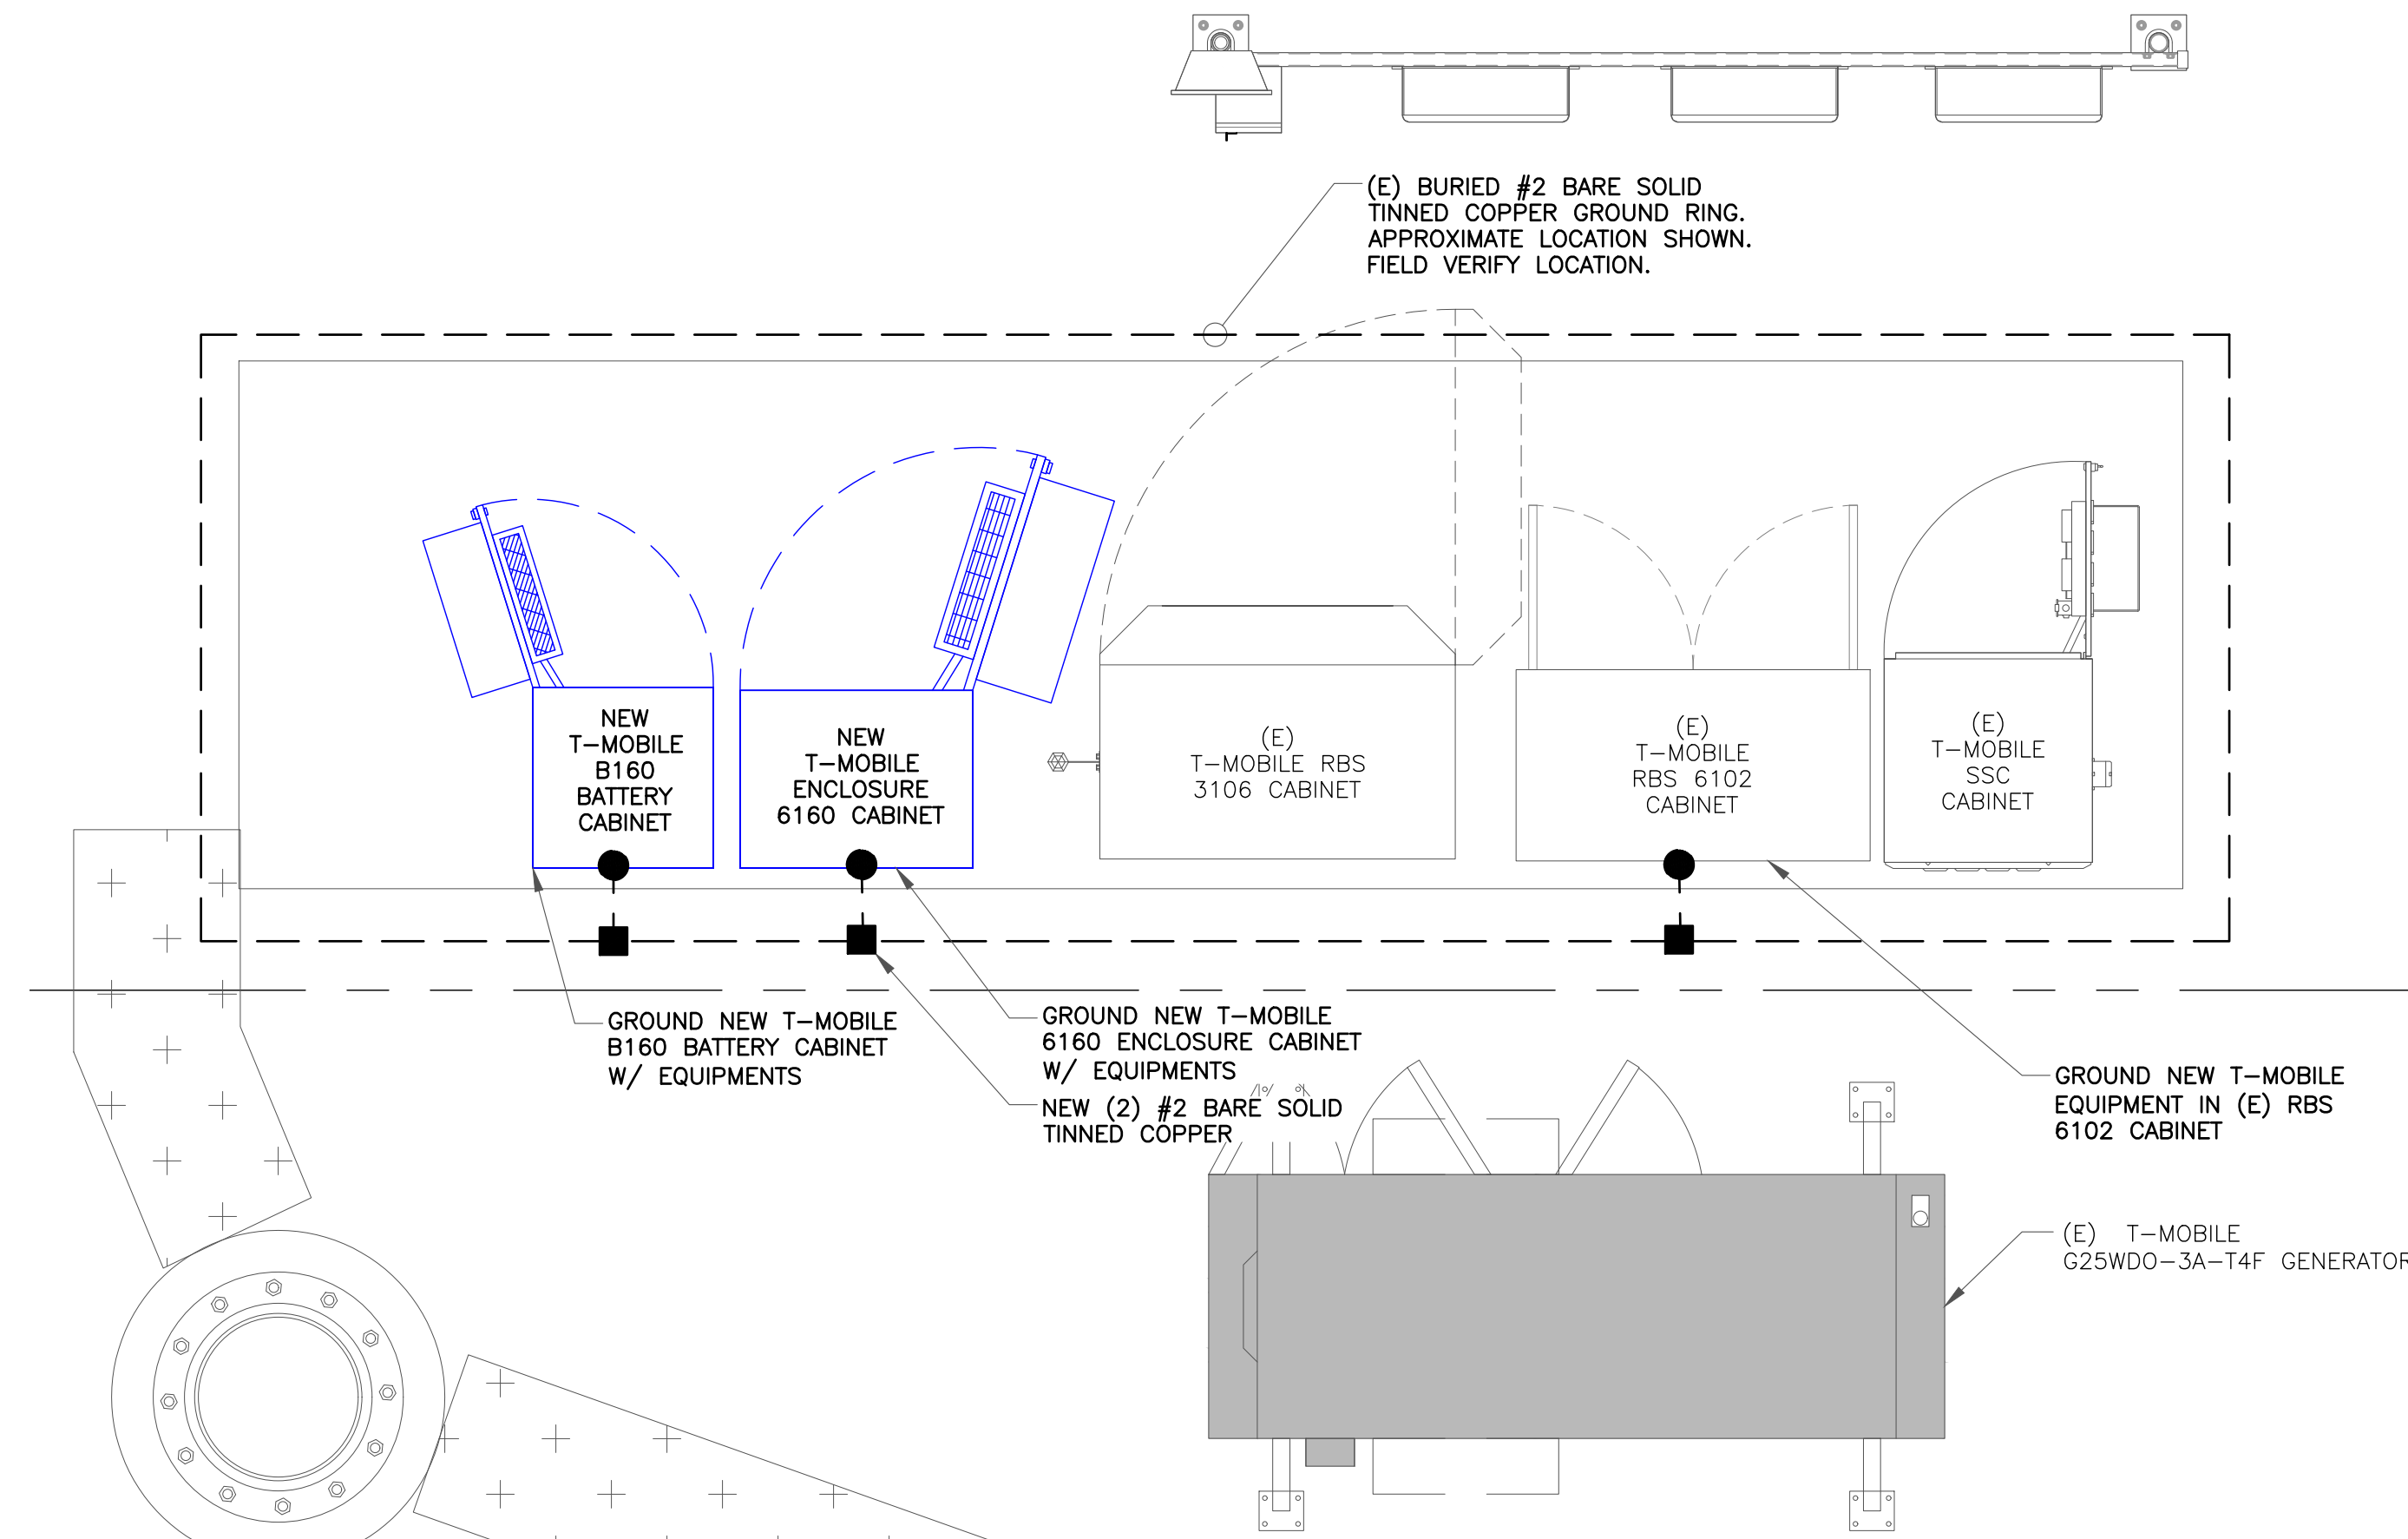 (E) BURIED #2 BARE SOLID
TINNED COPPER GROUND RING.
APPROXIMATE LOCATION SHOWN.
FIELD VERIFY LOCATION.
NEW
T-MOBILE
B160
BATTERY
CABINET
NEW
T-MOBILE
ENCLOSURE
6160 CABINET
(E)
T-MOBILE RBS
3106 CABINET
(E)
T-MOBILE
RBS 6102
CABINET
(E)
T-MOBILE
SSC
CABINET
GROUND NEW T-MOBILE
B160 BATTERY CABINET
W/ EQUIPMENTS
GROUND NEW T-MOBILE
6160 ENCLOSURE CABINET
W/ EQUIPMENTS
NEW (2) #2 BARE SOLID
TINNED COPPER
GROUND NEW T-MOBILE
EQUIPMENT IN (E) RBS
6102 CABINET
(E) T-MOBILE
G25WDO-3A-T4F GENERATOR